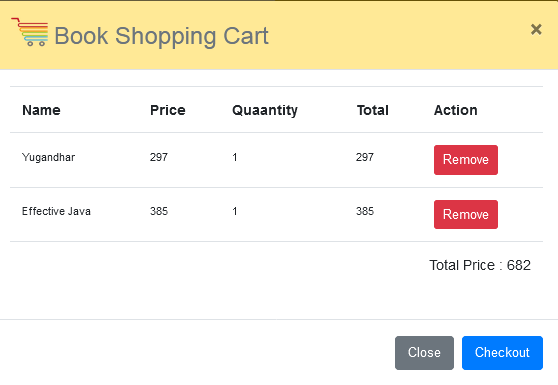 Book Shopping Cart ×
Name Price Quaantity Total Action
Yugandhar 297 1 297 Remove
Effective Java 385 1 385 Remove
Total Price : 682
Close Checkout